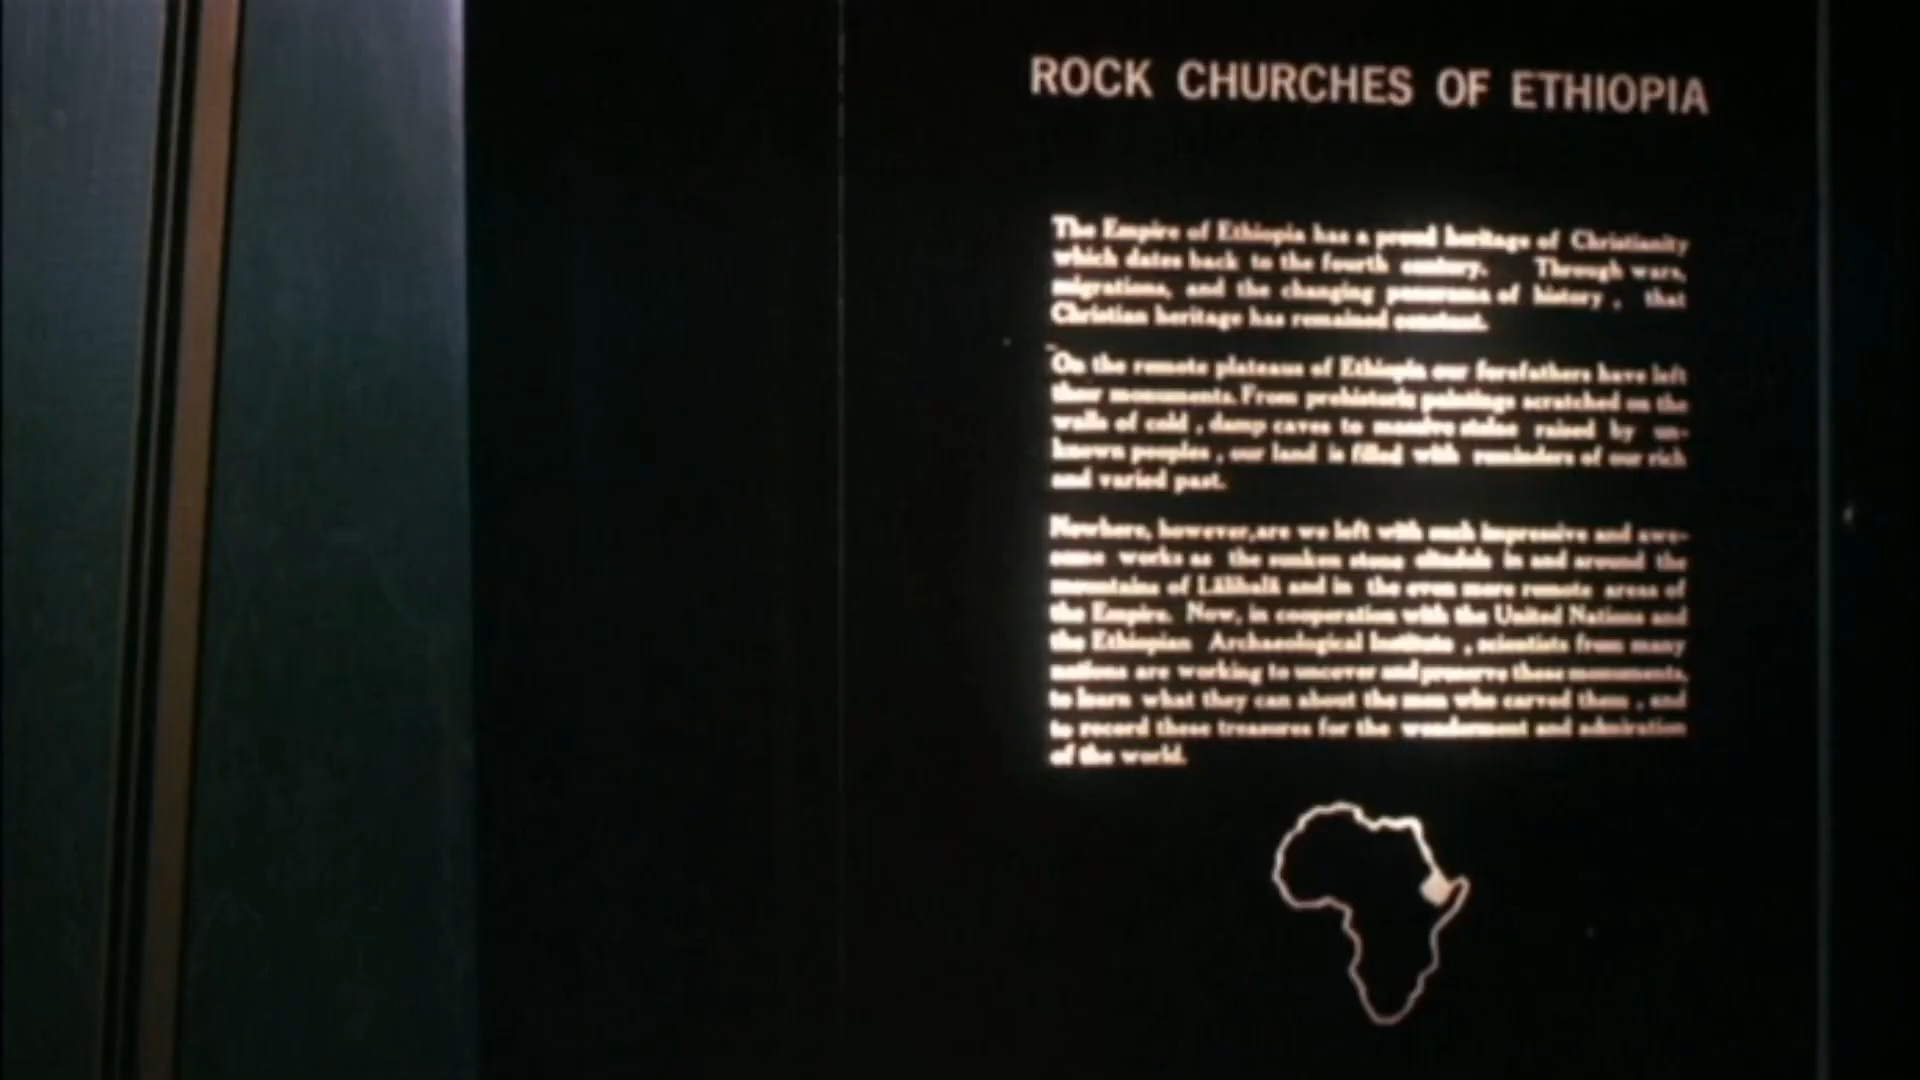 ROCK CHURCHES OF ETHIOPIA
The Empire of Ethiopia has a proud heritage of Christianity
which dates back to the fourth century. Through wars,
migrations, and the changing panorama of history , that
Christian heritage has remained constant.
On the remote plateaus of Ethiopia our forefathers have left
their monuments. From prehistoric paintings scratched on the
walls of cold , damp caves to massive stelae raised by un-
known peoples , our land is filled with reminders of our rich
and varied past.
Nowhere, however,are we left with such impressive and awe-
some works as the sunken stone citadels in and around the
mountains of Lālibalā and in the even more remote areas of
the Empire. Now, in cooperation with the United Nations and
the Ethiopian Archaeological Institute , scientists from many
nations are working to uncover and preserve these monuments,
to learn what they can about the men who carved them , and
to record these treasures for the wonderment and admiration
of the world.